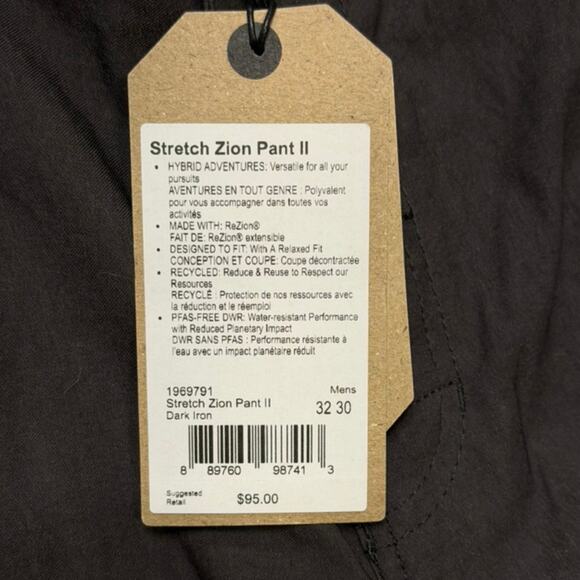 Stretch Zion Pant II
• HYBRID ADVENTURES: Versatile for all your
pursuits
AVENTURES EN TOUT GENRE : Polyvalent
pour vous accompagner dans toutes vos
activités
• MADE WITH: ReZion®
FAIT DE: ReZion® extensible
• DESIGNED TO FIT: With A Relaxed Fit
CONCEPTION ET COUPE: Coupe décontractée
• RECYCLED: Reduce & Reuse to Respect our
Resources
RECYCLÉ : Protection de nos ressources avec
la réduction et le réemploi
• PFAS-FREE DWR: Water-resistant Performance
with Reduced Planetary Impact
DWR SANS PFAS : Performance résistante à
l'eau avec un impact planétaire réduit
1969791 Mens
Stretch Zion Pant II 32 30
Dark Iron
8 89760 98741 3
Suggested
Retail $95.00